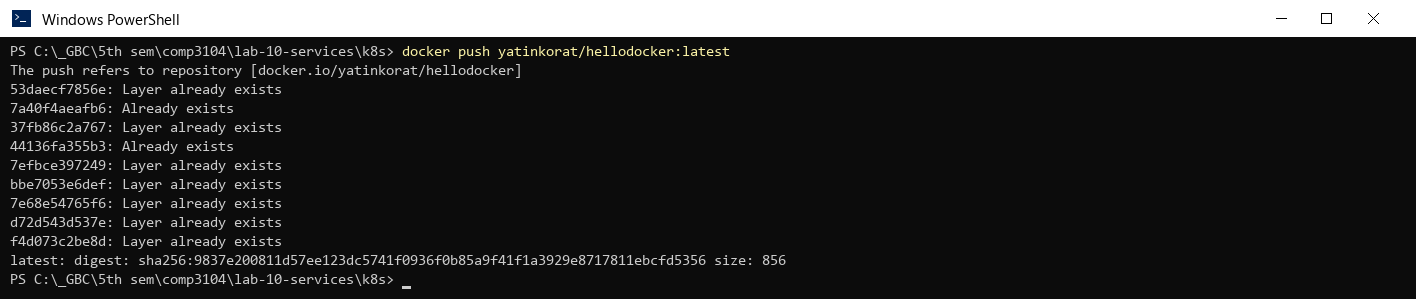 Windows PowerShell
PS C:\_GBC\5th sem\comp3104\lab-10-services\k8s> docker push yatinkorat/hellodocker:latest
The push refers to repository [docker.io/yatinkorat/hellodocker]
53daecf7856e: Layer already exists
7a40f4aeafb6: Already exists
37fb86c2a767: Layer already exists
44136fa355b3: Already exists
7efbce397249: Layer already exists
bbe7053e6def: Layer already exists
7e68e54765f6: Layer already exists
d72d543d537e: Layer already exists
f4d073c2be8d: Layer already exists
latest: digest: sha256:9837e200811d57ee123dc5741f0936f0b85a9f41f1a3929e8717811ebcfd5356 size: 856
PS C:\_GBC\5th sem\comp3104\lab-10-services\k8s>